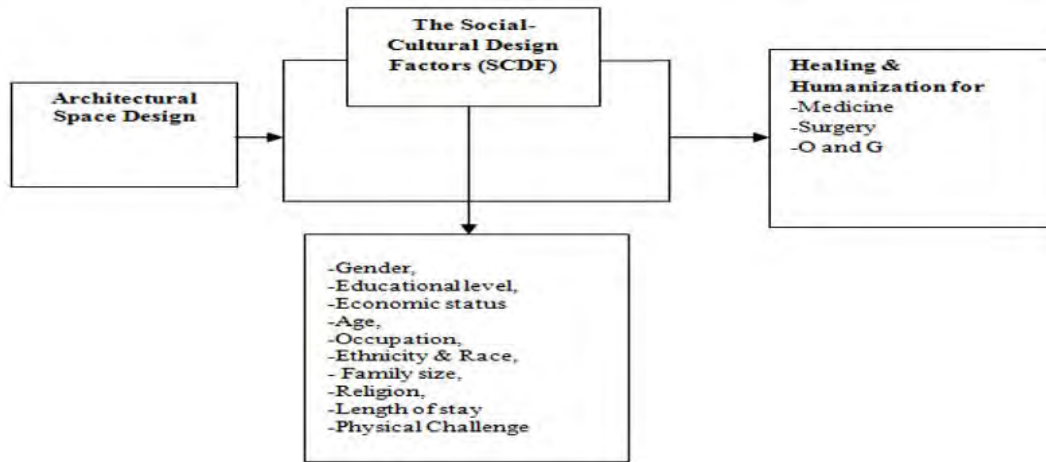 The Social-
Cultural Design
Factors (SCDF)
Architectural
Space Design
Healing &
Humanization for
-Medicine
-Surgery
-O and G
-Gender,
-Educational level,
-Economic status
-Age,
-Occupation,
-Ethnicity & Race,
- Family size,
-Religion,
-Length of stay
-Physical Challenge